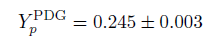 Y_p^PDG = 0.245 ± 0.003